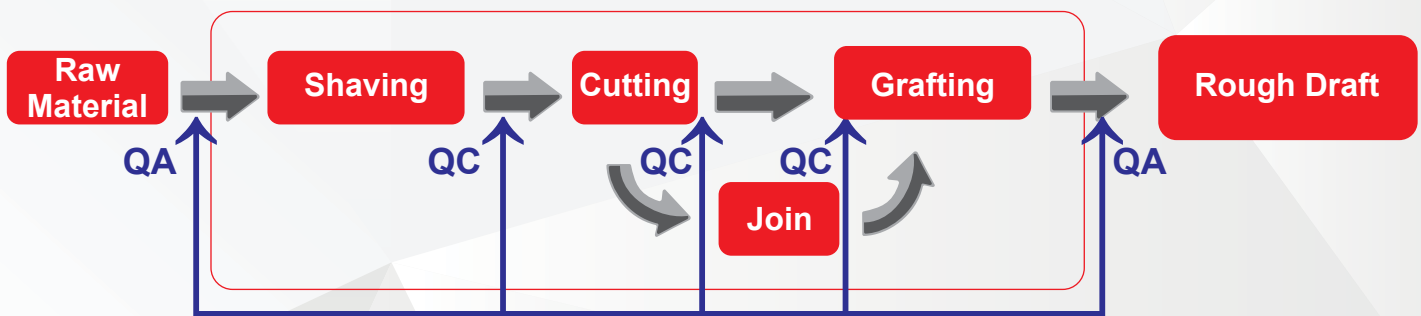 Raw
Material
Shaving
Cutting
Grafting
Rough Draft
QA
QC
QC
QC
QA
Join